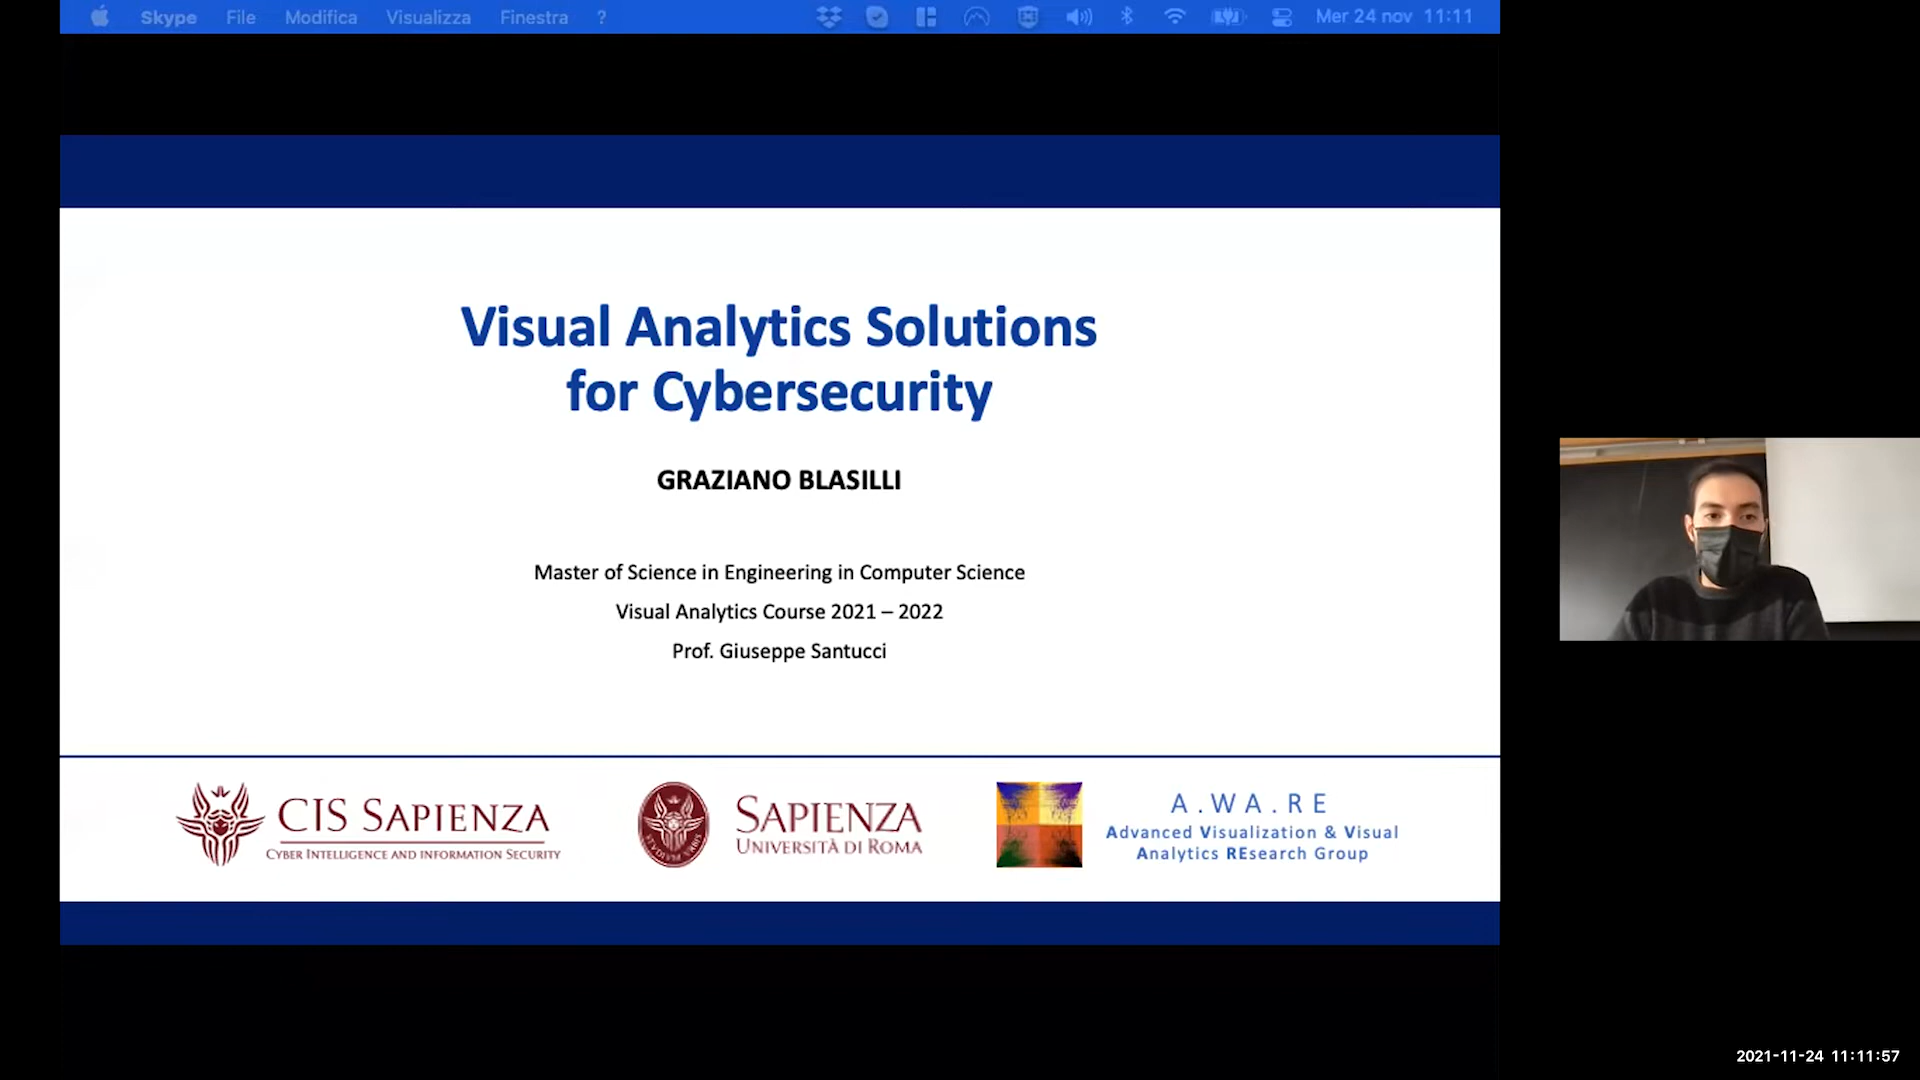 Skype File Modifica Visualizza Finestra ? Mer 24 nov 11:11
Visual Analytics Solutions
for Cybersecurity
GRAZIANO BLASILLI
Master of Science in Engineering in Computer Science
Visual Analytics Course 2021 – 2022
Prof. Giuseppe Santucci
CIS SAPIENZA
CYBER INTELLIGENCE AND INFORMATION SECURITY
SAPIENZA
UNIVERSITÀ DI ROMA
A.WA.RE
Advanced Visualization & Visual
Analytics REsearch Group
2021-11-24 11:11:57